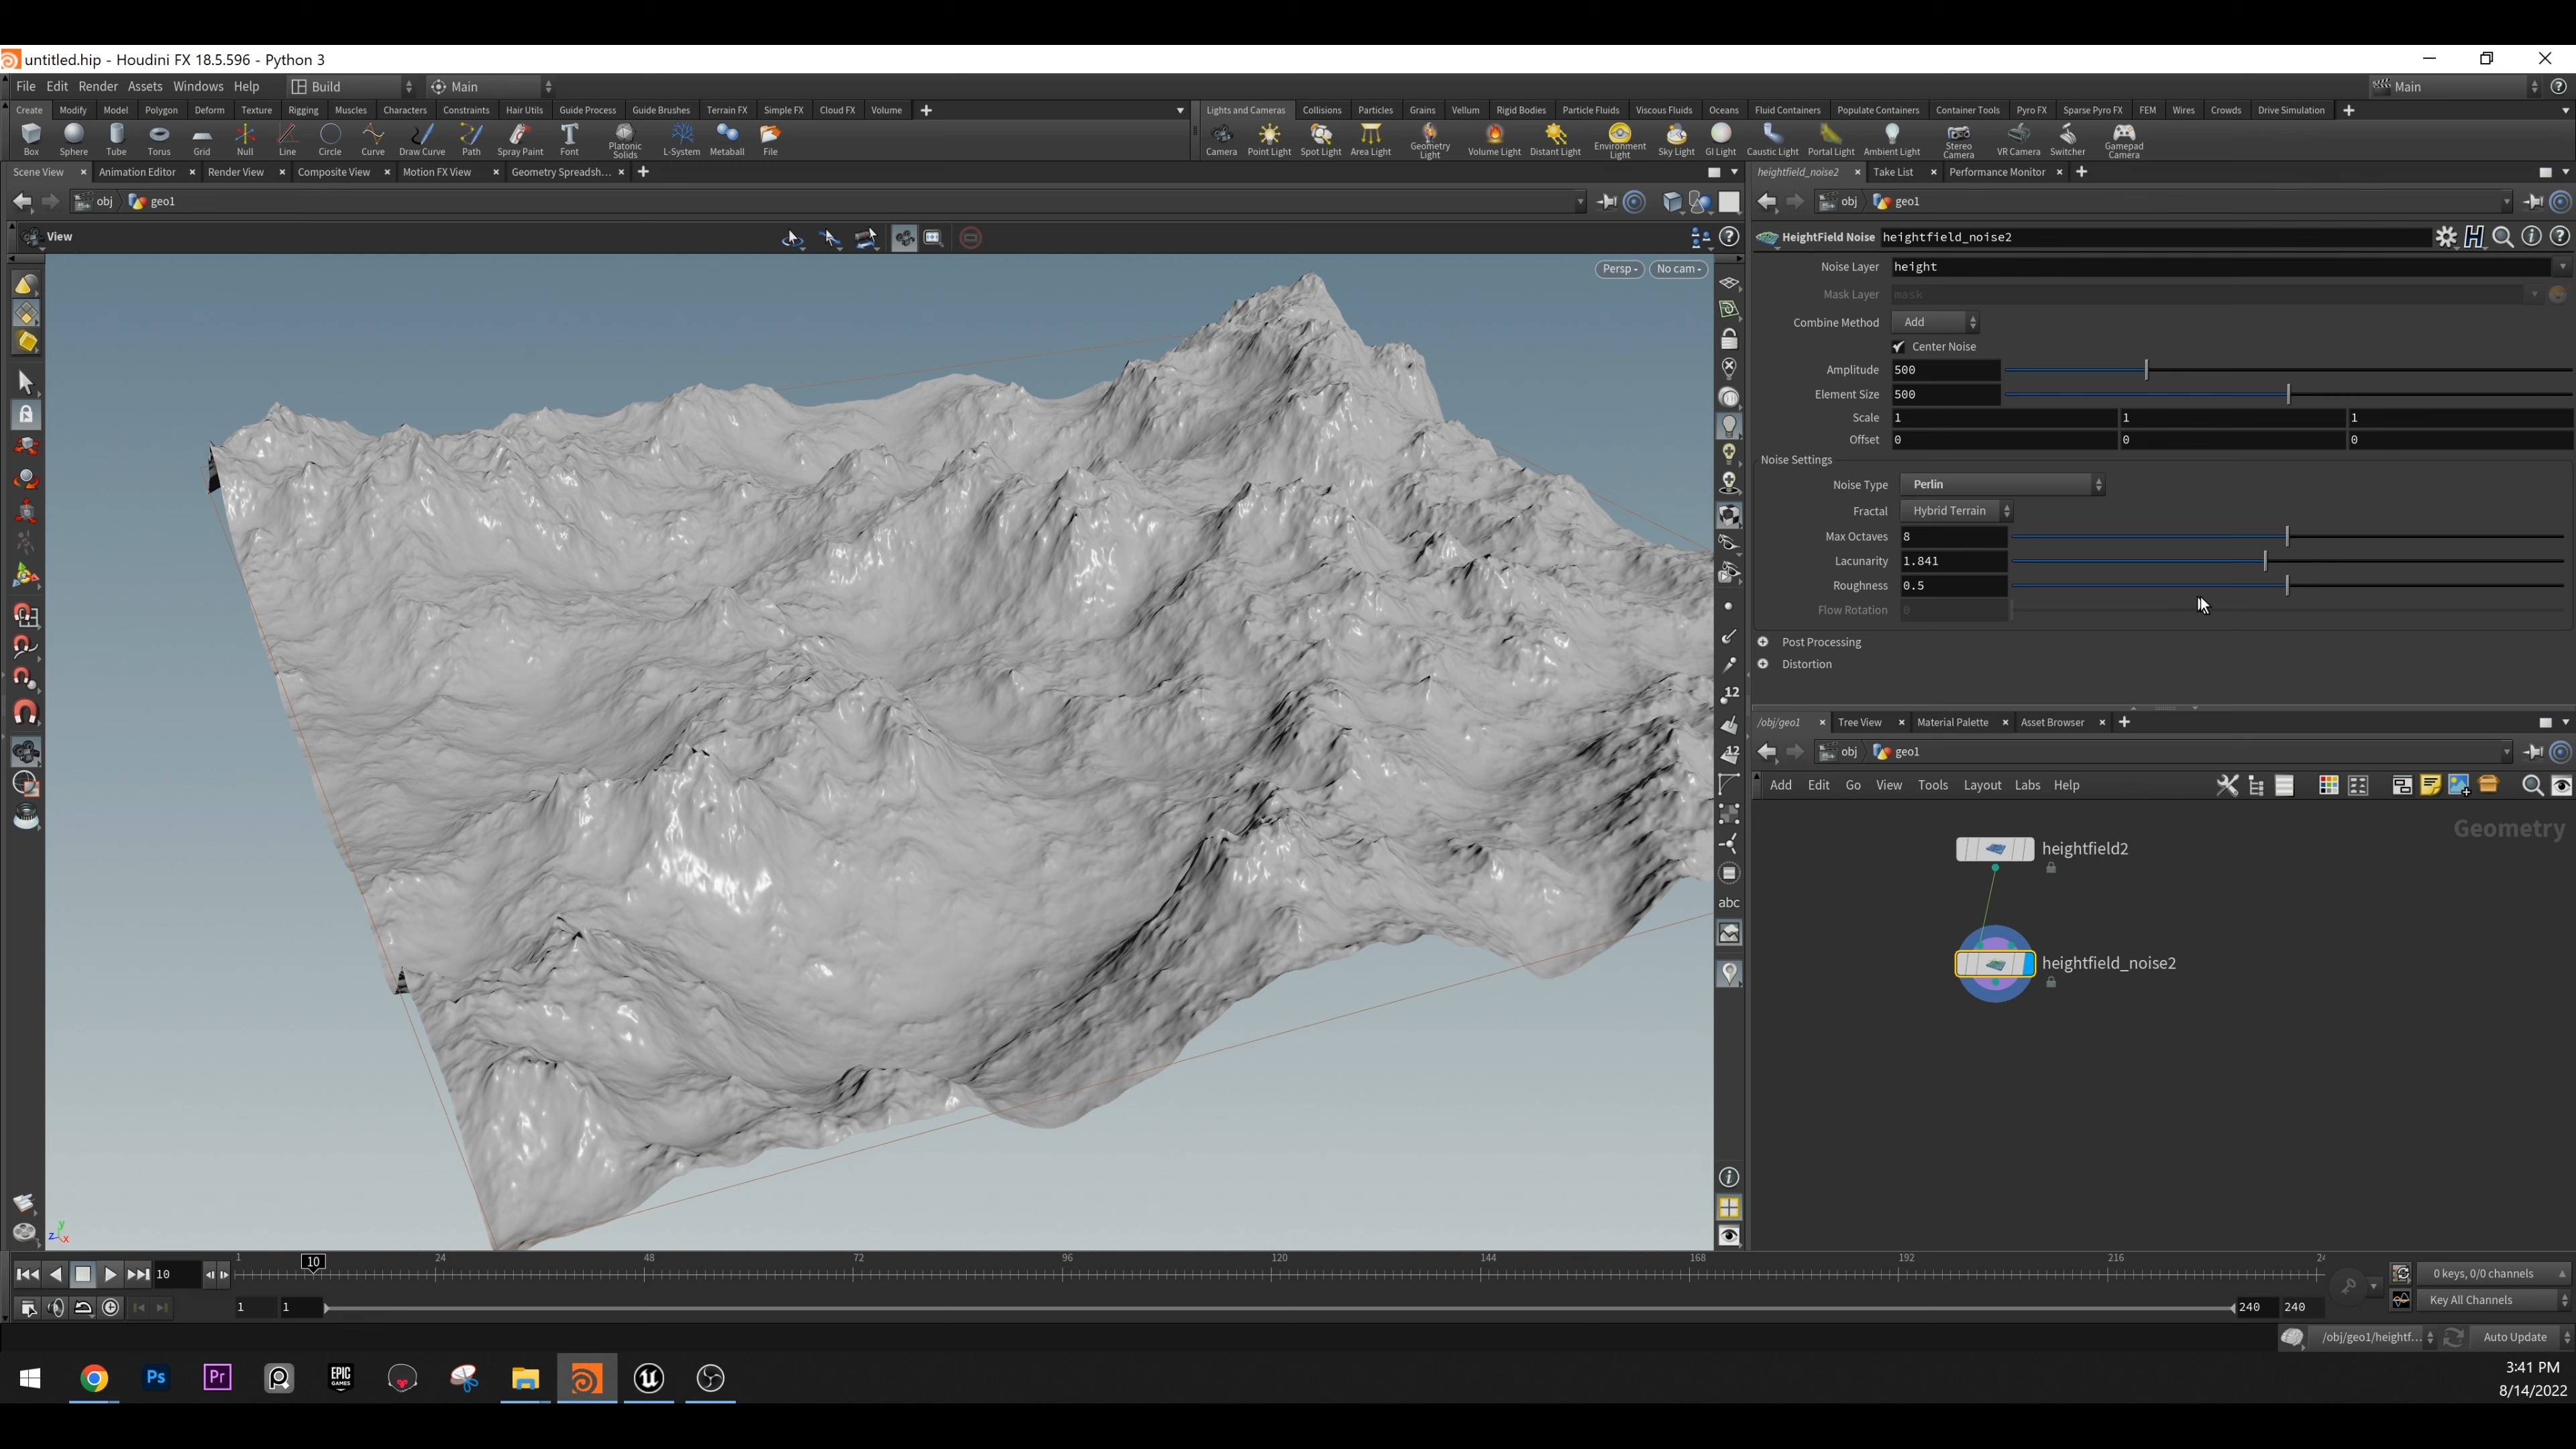 untitled.hip - Houdini FX 18.5.596 - Python 3
File Edit Render Assets Windows Help Build Main Main
Create Modify Model Polygon Deform Texture Rigging Muscles Characters Constraints Hair Utils Guide Process Guide Brushes Terrain FX Simple FX Cloud FX Volume
Lights and Cameras Collisions Particles Grains Vellum Rigid Bodies Particle Fluids Viscous Fluids Oceans Fluid Containers Populate Containers Container Tools Pyro FX Sparse Pyro FX FEM Wires Crowds Drive Simulation
Box Sphere Tube Torus Grid Null Line Circle Curve Draw Curve Path Spray Paint Font Platonic Solids L-System Metaball File
Camera Point Light Spot Light Area Light Geometry Light Volume Light Distant Light Environment Light Sky Light GI Light Caustic Light Portal Light Ambient Light Stereo Camera VR Camera Switcher Gamepad Camera
Scene View Animation Editor Render View Composite View Motion FX View Geometry Spreadsh...
obj geo1
View
Persp No cam
12
12
abc
y
z x
heightfield_noise2 Take List Performance Monitor
obj geo1
HeightField Noise heightfield_noise2
Noise Layer height
Mask Layer mask
Combine Method Add
Center Noise
Amplitude 500
Element Size 500
Scale 1 1 1
Offset 0 0 0
Noise Settings
Noise Type Perlin
Fractal Hybrid Terrain
Max Octaves 8
Lacunarity 1.841
Roughness 0.5
Flow Rotation 0
Post Processing
Distortion
/obj/geo1 Tree View Material Palette Asset Browser
obj geo1
Add Edit Go View Tools Layout Labs Help
Geometry
heightfield2
heightfield_noise2
1 10 24 48 72 96 120 144 168 192 216 24
10
0 keys, 0/0 channels
1 1 240 240
Key All Channels
/obj/geo1/heightf... Auto Update
Ps Pr EPIC GAMES
3:41 PM
8/14/2022